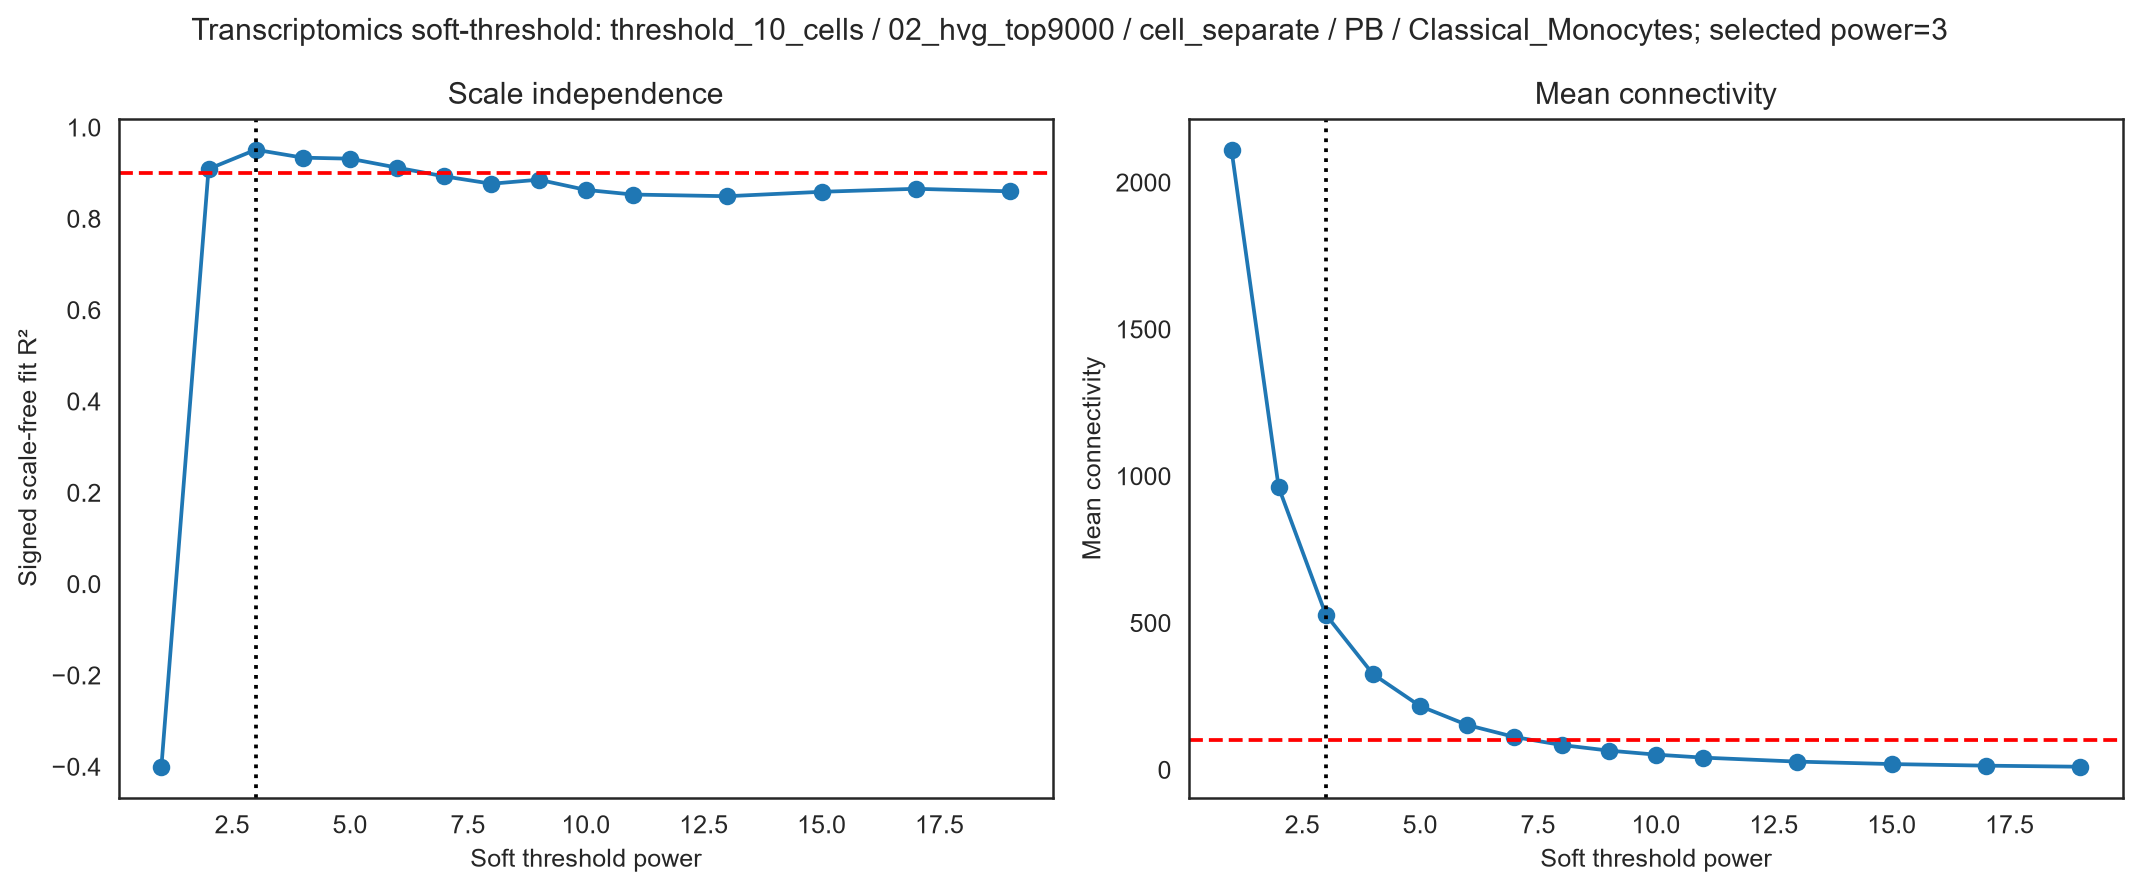 Transcriptomics soft-threshold: threshold_10_cells / 02_hvg_top9000 / cell_separate / PB / Classical_Monocytes; selected power=3
Scale independence
Signed scale-free fit R²
1.0
0.8
0.6
0.4
0.2
0.0
−0.2
−0.4
2.5 5.0 7.5 10.0 12.5 15.0 17.5
Soft threshold power
Mean connectivity
Mean connectivity
2000
1500
1000
500
0
2.5 5.0 7.5 10.0 12.5 15.0 17.5
Soft threshold power